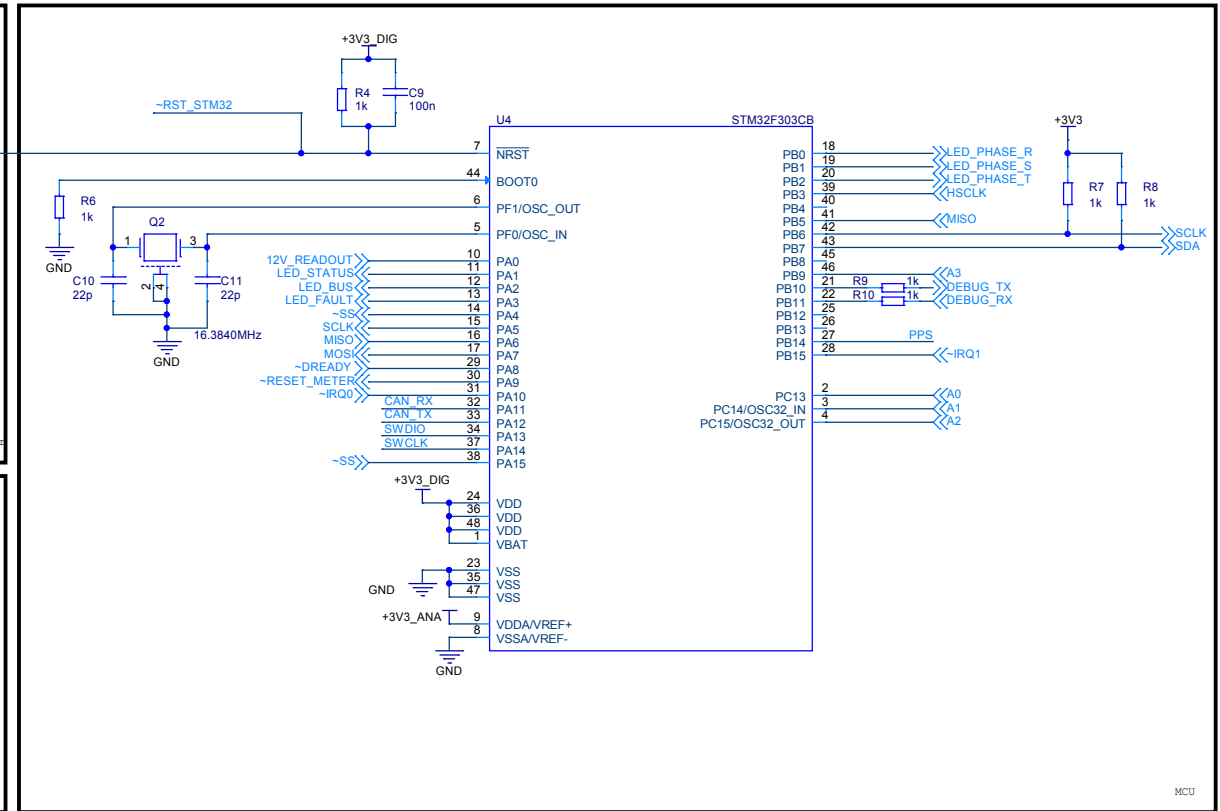 +3V3_DIG
R4
1k
C9
100n
~RST_STM32
U4
STM32F303CB
+3V3
7
NRST
44
BOOT0
R6
1k
GND
6
PF1/OSC_OUT
5
PF0/OSC_IN
Q2
1
3
2
4
C10
22p
C11
22p
16.3840MHz
GND
12V_READOUT
10
PA0
LED_STATUS
11
PA1
LED_BUS
12
PA2
LED_FAULT
13
PA3
~SS
14
PA4
SCLK
15
PA5
MISO
16
PA6
MOSI
17
PA7
~DREADY
29
PA8
~RESET_METER
30
PA9
~IRQ0
31
PA10
CAN_RX
32
PA11
CAN_TX
33
PA12
SWDIO
34
PA13
SWCLK
37
PA14
~SS
38
PA15
+3V3_DIG
24
VDD
36
VDD
48
VDD
1
VBAT
GND
23
VSS
35
VSS
47
VSS
+3V3_ANA
9
VDDA/VREF+
8
VSSA/VREF-
GND
PB0
18
LED_PHASE_R
PB1
19
LED_PHASE_S
PB2
20
LED_PHASE_T
PB3
39
HSCLK
PB4
40
PB5
41
MISO
PB6
42
SCLK
PB7
43
SDA
R7
1k
R8
1k
PB8
45
PB9
46
A3
PB10
21
R9
1k
DEBUG_TX
PB11
22
R10
1k
DEBUG_RX
PB12
25
PB13
26
PB14
27
PPS
PB15
28
~IRQ1
PC13
2
A0
PC14/OSC32_IN
3
A1
PC15/OSC32_OUT
4
A2
MCU